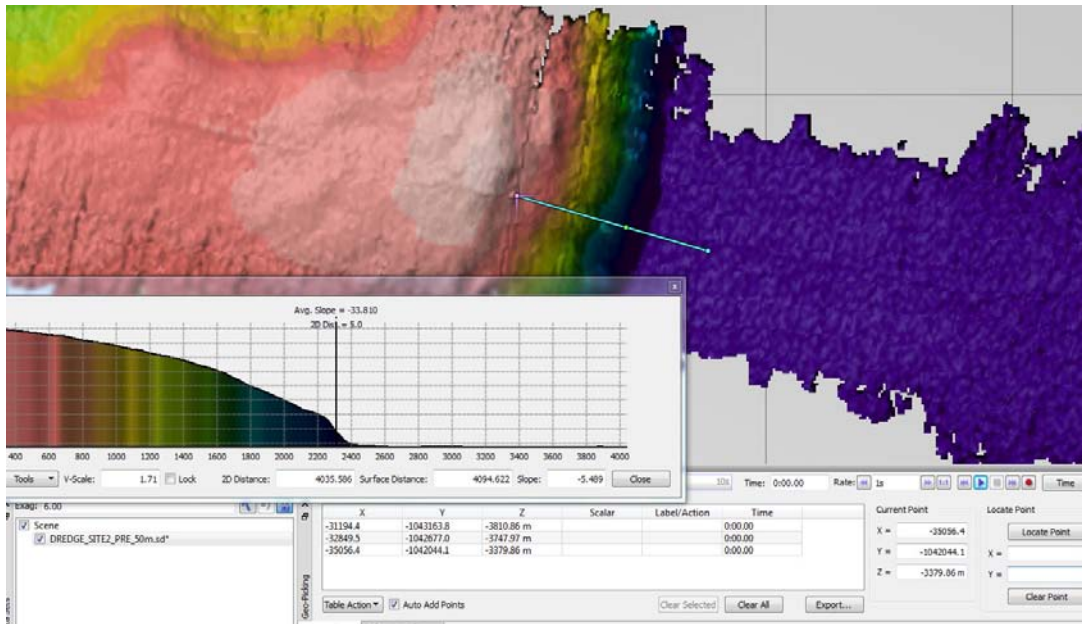 Avg. Slope = -33.810
2D Dist. = 5.0
400 600 800 1000 1200 1400 1600 1800 2000 2200 2400 2600 2800 3000 3200 3400 3600 3800 4000
Tools V-Scale: 1.71 Lock 2D Distance: 4035.586 Surface Distance: 4094.622 Slope: -5.489 Close
10s Time: 0:00.00 Rate: 1s 1:1 Time
Exag: 6.00
Scene
DREDGE_SITE2_PRE_50m.sd*
Geo-Picking
X Y Z Scalar Label/Action Time
-31194.4 -1043163.8 -3810.86 m 0:00.00
-32849.5 -1042677.0 -3747.97 m 0:00.00
-35056.4 -1042044.1 -3379.86 m 0:00.00
Table Action Auto Add Points Clear Selected Clear All Export...
Current Point
X = -35056.4
Y = -1042044.1
Z = -3379.86 m
Locate Point
Locate Point
X =
Y =
Clear Point